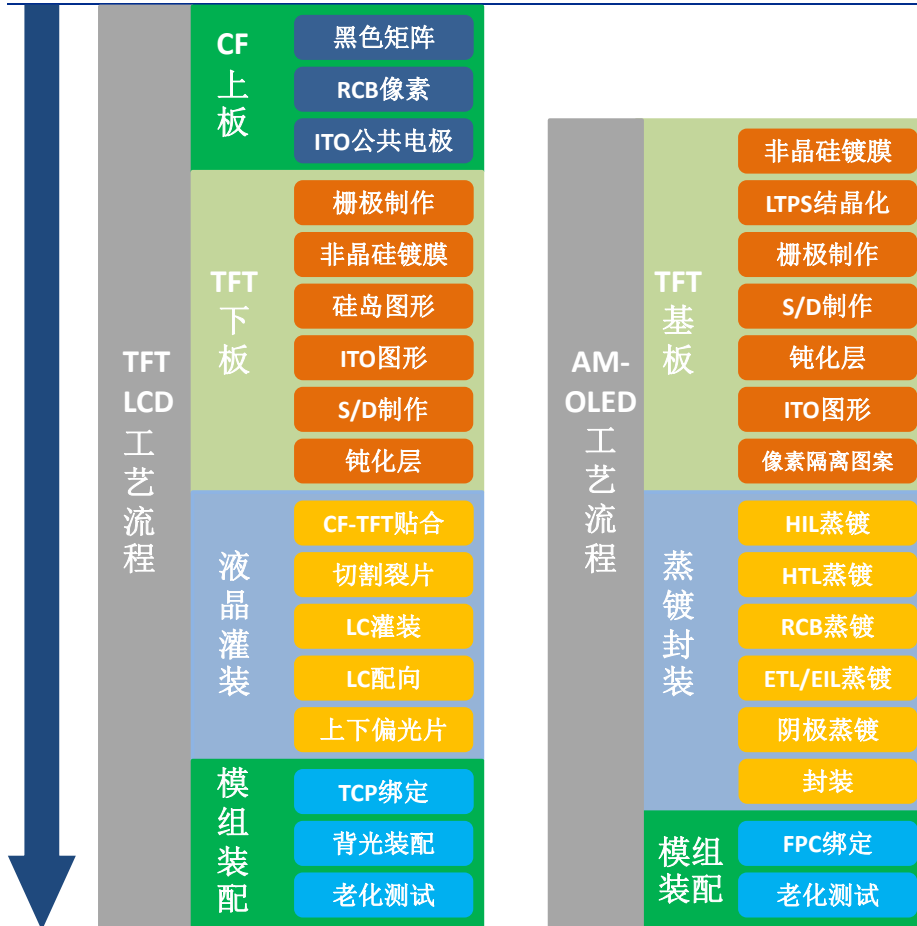 TFT
LCD
工
艺
流
程
CF
上
板
黑色矩阵
RCB像素
ITO公共电极
TFT
下
板
栅极制作
非晶硅镀膜
硅岛图形
ITO图形
S/D制作
钝化层
液
晶
灌
装
CF-TFT贴合
切割裂片
LC灌装
LC配向
上下偏光片
模
组
装
配
TCP绑定
背光装配
老化测试
AM-
OLED
工
艺
流
程
TFT
基
板
非晶硅镀膜
LTPS结晶化
栅极制作
S/D制作
钝化层
ITO图形
像素隔离图案
蒸
镀
封
装
HIL蒸镀
HTL蒸镀
RCB蒸镀
ETL/EIL蒸镀
阴极蒸镀
封装
模组
装配
FPC绑定
老化测试